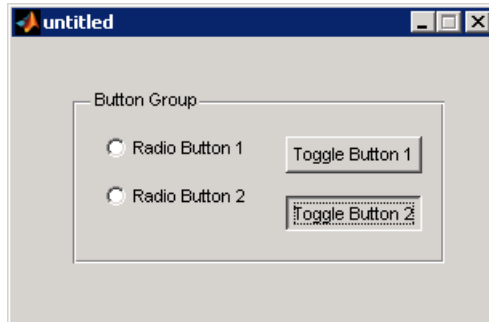 untitled
Button Group
Radio Button 1
Toggle Button 1
Radio Button 2
Toggle Button 2